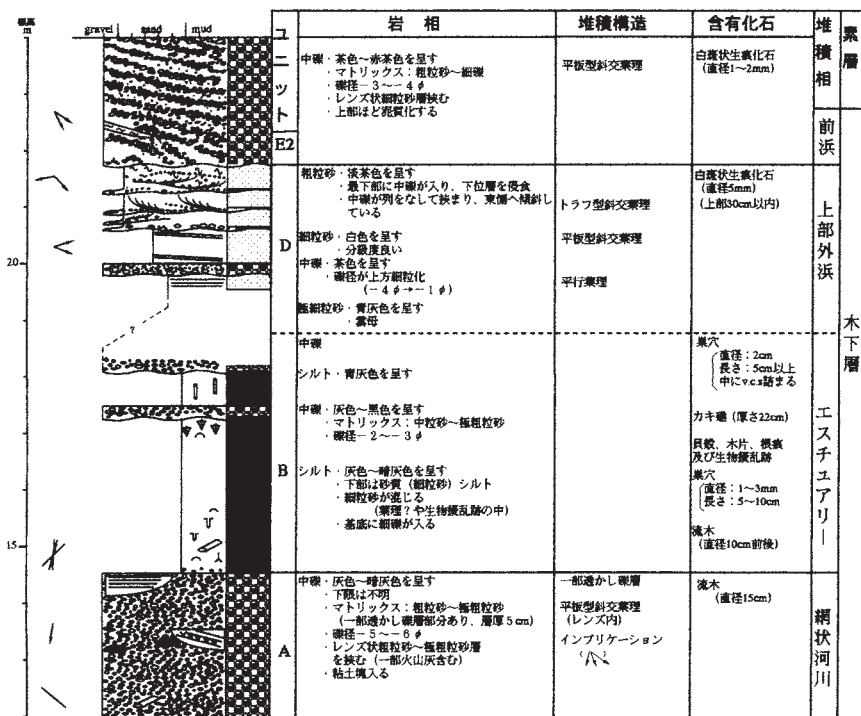 標高
m
gravel sand mud
ユニット
岩 相
堆積構造
含有化石
堆積相
素層
中礫・茶色〜赤茶色を呈す
・マトリックス：粗粒砂〜細礫
・礫径－3〜－4φ
・レンズ状細粒砂層挟む
・上部ほど泥質化する
平板型斜交葉理
白斑状生痕化石
(直径1〜2mm)
E2
前浜
粗粒砂・淡茶色を呈す
・最下部に中礫が入り、下位層を侵食
・中礫が列をなして挟まり、東側へ傾斜し
ている
トラフ型斜交葉理
白斑状生痕化石
(直径5mm)
(上部30cm以内)
上部外浜
D
細粒砂・白色を呈す
・分級度良い
平板型斜交葉理
中礫・茶色を呈す
・礫径が上方細粒化
(－4φ→－1φ)
平行葉理
極細粒砂・青灰色を呈す
・雲母
20
?
木下層
中礫
巣穴
直径：2cm
長さ：5cm以上
中にv.c.s詰まる
シルト・青灰色を呈す
中礫・灰色〜黒色を呈す
・マトリックス：中粒砂〜極粗粒砂
・礫径－2〜－3φ
カキ礁 (厚さ22cm)
貝殻、木片、根痕
及び生物擾乱跡
B
シルト・灰色〜暗灰色を呈す
・下部は砂質 (細粒砂) シルト
・細粒砂が混じる
(葉理？や生物擾乱跡の中)
・基底に細礫が入る
巣穴
直径：1〜3mm
長さ：5〜10cm
流木
(直径10cm前後)
エスチュアリー
15
中礫・灰色〜暗灰色を呈す
・下限は不明
・マトリックス：粗粒砂〜極粗粒砂
(一部透かし礫層部分あり、層厚5cm)
・礫径－5〜－6φ
・レンズ状粗粒砂〜極粗粒砂層
を挟む (一部火山灰含む)
・粘土塊入る
A
一部透かし礫層
平板型斜交葉理
(レンズ内)
インブリケーション
流木
(直径15cm)
網状河川